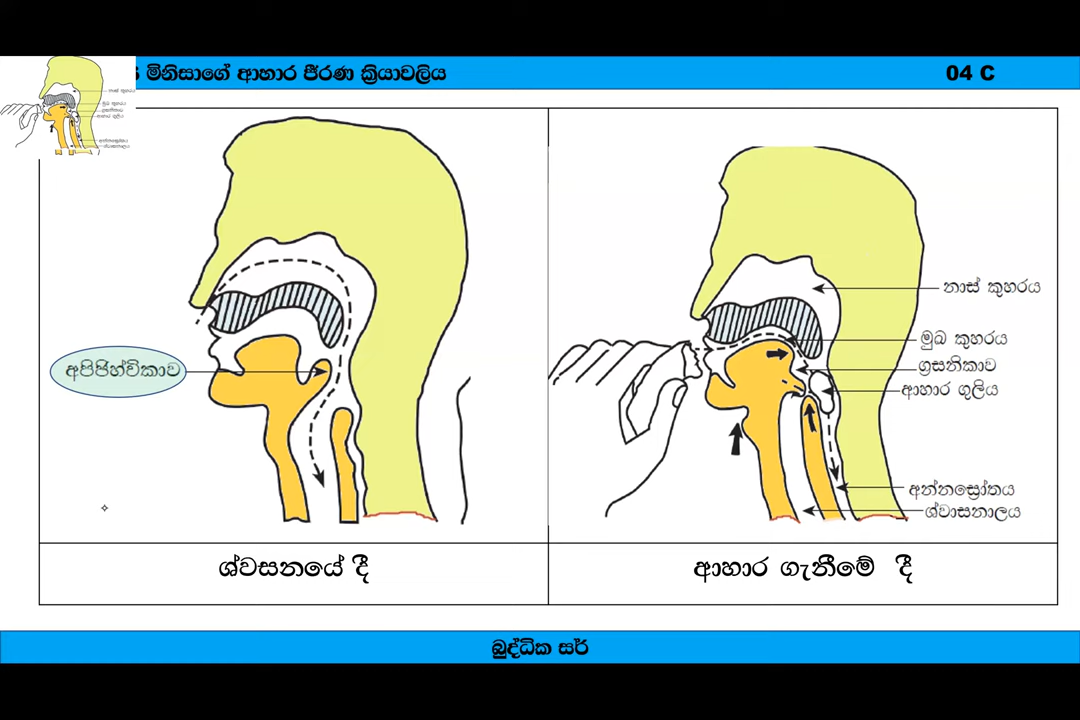 මිනිසාගේ ආහාර ජීරණ ක්‍රියාවලිය
04 C
අපිජිහ්විකාව
නාස් කුහරය
මුඛ කුහරය
ග්‍රසනිකාව
ආහාර ගුලිය
අන්නස්‍රෝතය
ශ්වාසනාලය
ශ්වසනයේ දී
ආහාර ගැනීමේ දී
බුද්ධික සර්